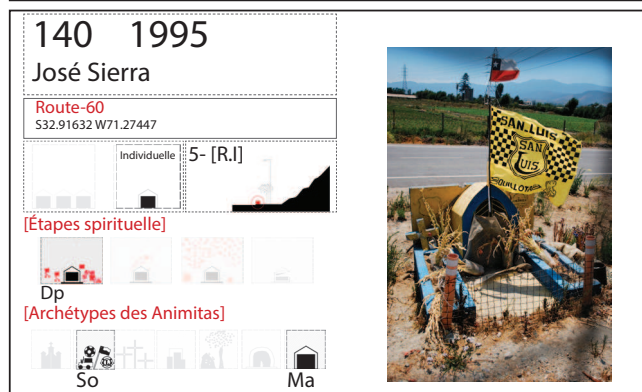 140 1995
José Sierra
Route-60
S32.91632 W71.27447
Individuelle
5- [R.I]
[Étapes spirituelle]
Dp
[Archétypes des Animitas]
So
Ma
SAN LUIS
SAN
LUIS
QUILLOTA